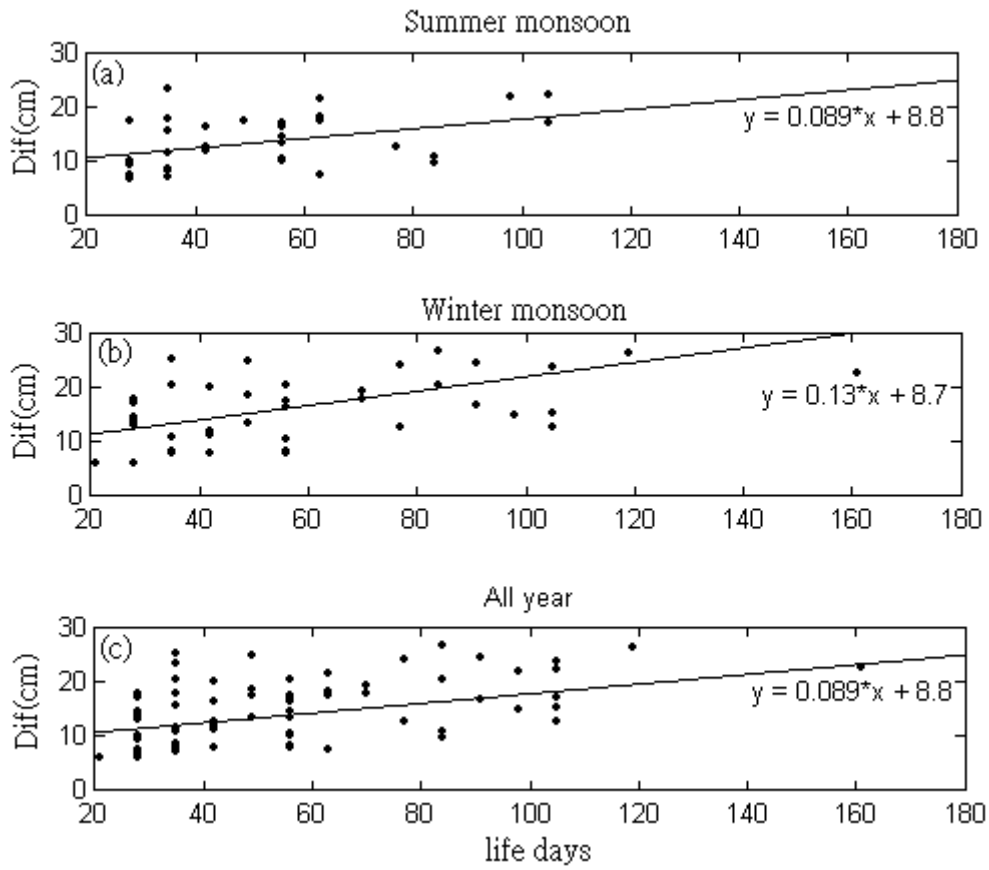 Summer monsoon
(a)
Dif(cm)
30
20
10
0
y = 0.089*x + 8.8
20 40 60 80 100 120 140 160 180
Winter monsoon
(b)
Dif(cm)
30
20
10
0
y = 0.13*x + 8.7
20 40 60 80 100 120 140 160 180
All year
(c)
Dif(cm)
30
20
10
0
y = 0.089*x + 8.8
20 40 60 80 100 120 140 160 180
life days